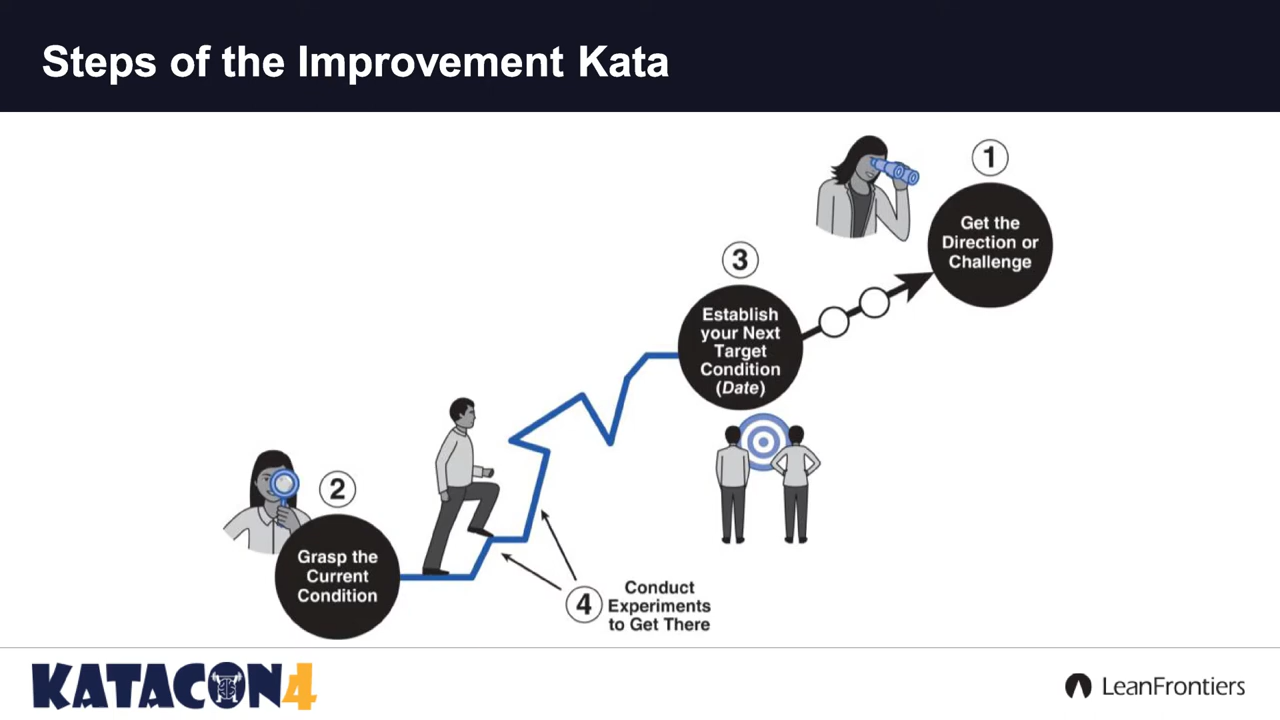 Steps of the Improvement Kata
1
Get the
Direction or
Challenge
3
Establish
your Next
Target
Condition
(Date)
2
Grasp the
Current
Condition
4
Conduct
Experiments
to Get There
KATACON4
LeanFrontiers